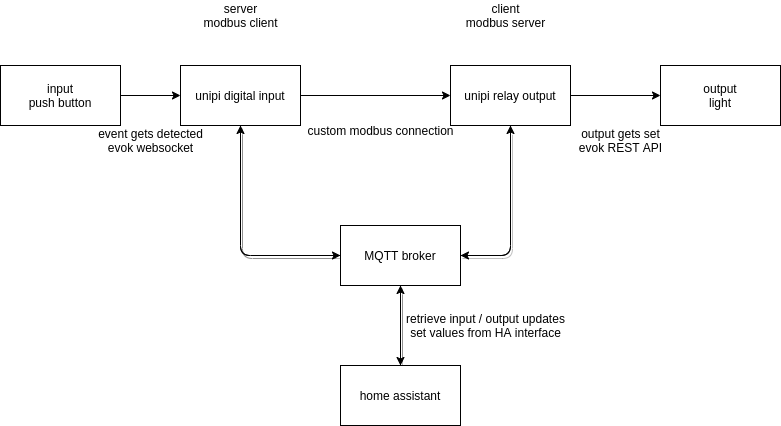 server
modbus client
client
modbus server
input
push button
unipi digital input
unipi relay output
output
light
event gets detected
evok websocket
custom modbus connection
output gets set
evok REST API
MQTT broker
retrieve input / output updates
set values from HA interface
home assistant